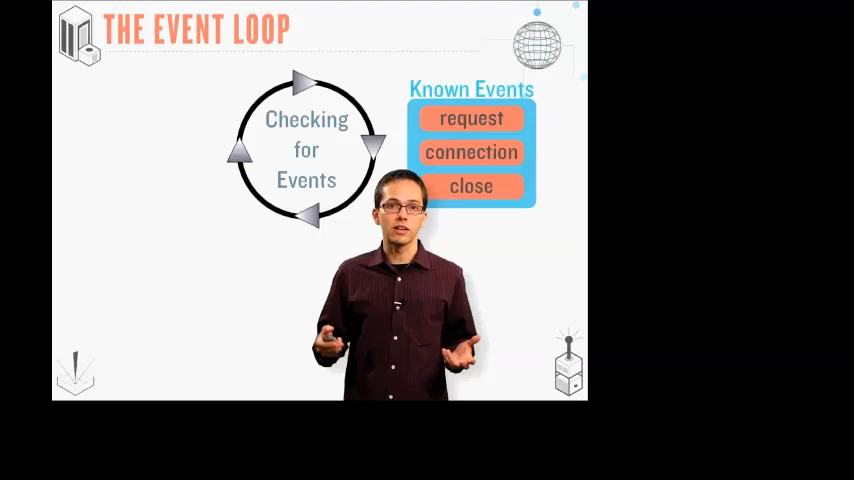 THE EVENT LOOP
Known Events
Checking
for
Events
request
connection
close